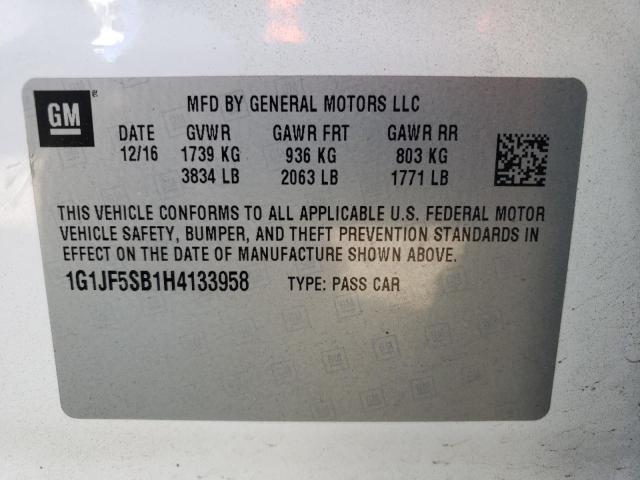 GM
MFD BY GENERAL MOTORS LLC
DATE GVWR GAWR FRT GAWR RR
12/16 1739 KG 936 KG 803 KG
3834 LB 2063 LB 1771 LB
THIS VEHICLE CONFORMS TO ALL APPLICABLE U.S. FEDERAL MOTOR
VEHICLE SAFETY, BUMPER, AND THEFT PREVENTION STANDARDS IN
EFFECT ON THE DATE OF MANUFACTURE SHOWN ABOVE.
1G1JF5SB1H4133958 TYPE: PASS CAR